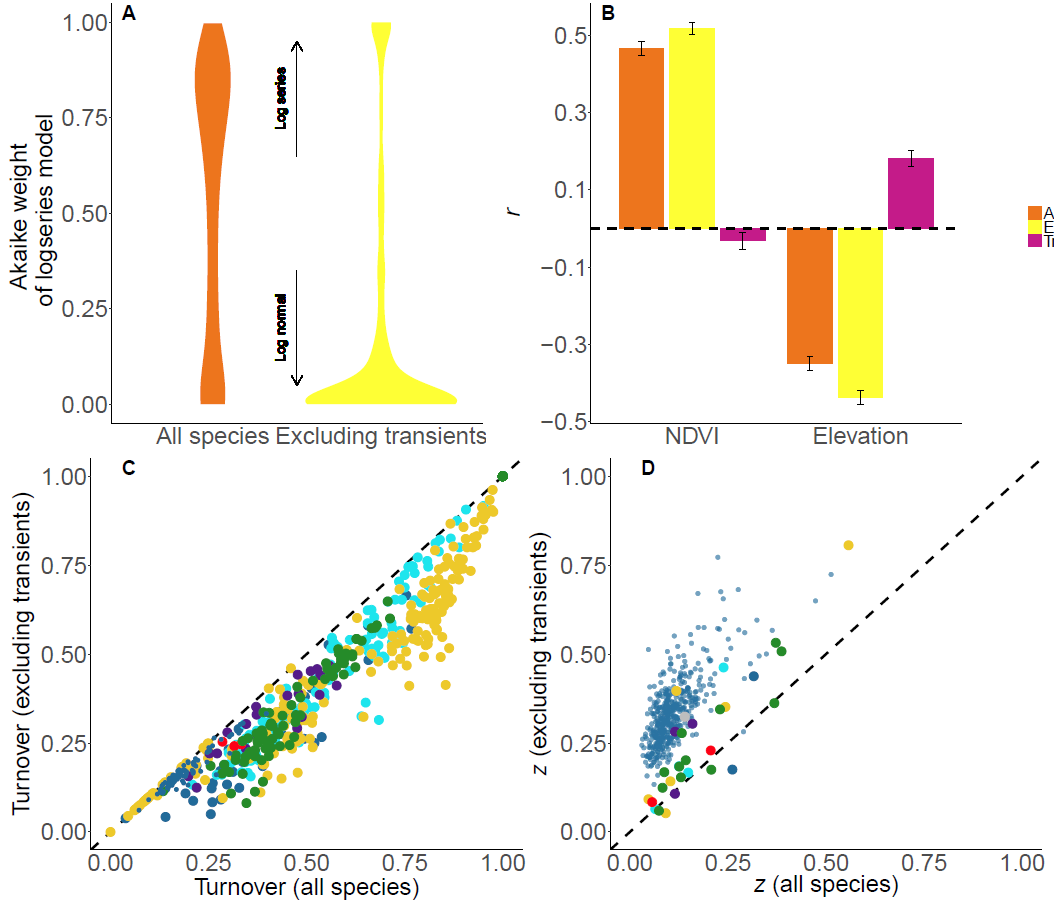 A
1.00
0.75
0.50
0.25
0.00
Akaike weight
of logseries model
Log series
Log normal
All species
Excluding transients
B
0.5
0.3
0.1
−0.1
−0.3
−0.5
r
NDVI
Elevation
A
E
C
1.00
0.75
0.50
0.25
0.00
Turnover (excluding transients)
0.00 0.25 0.50 0.75 1.00
Turnover (all species)
D
1.00
0.75
0.50
0.25
0.00
z (excluding transients)
0.00 0.25 0.50 0.75 1.00
z (all species)